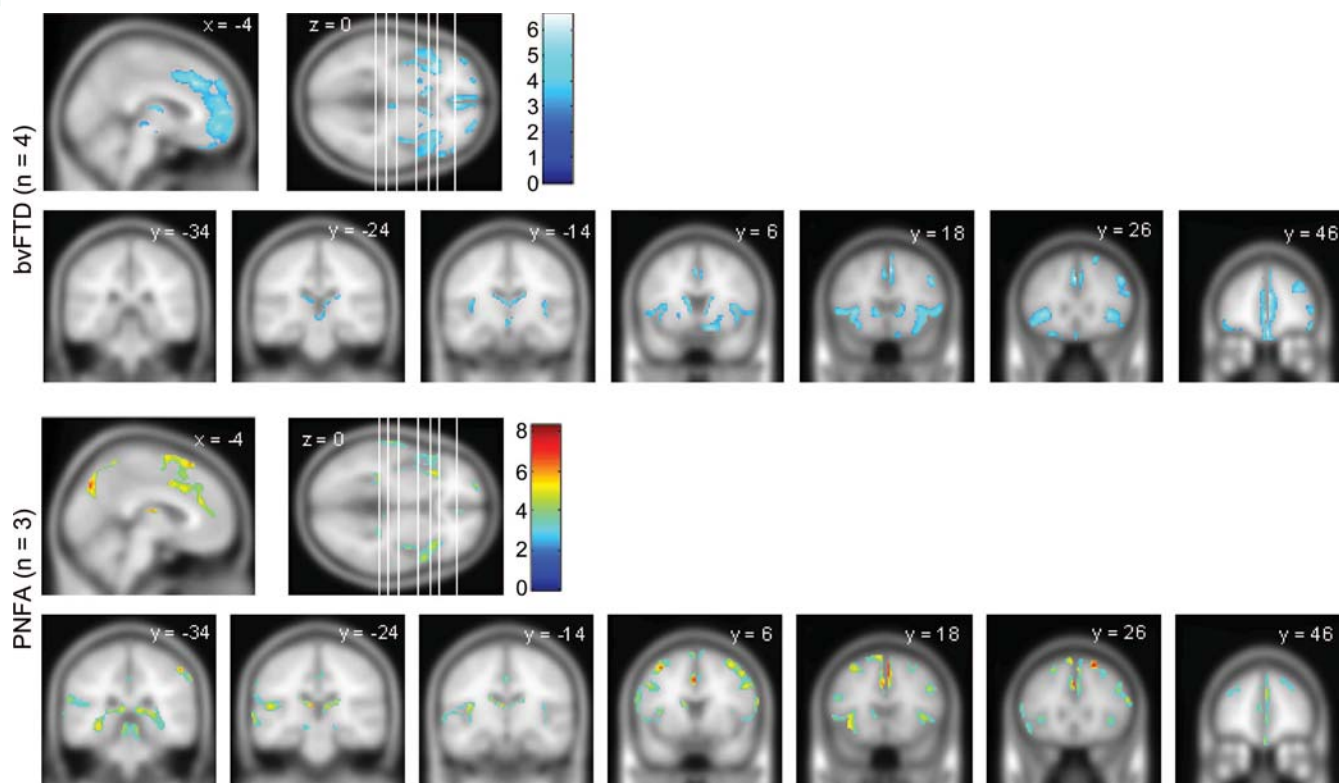 bvFTD (n = 4)
x = -4
z = 0
6
5
4
3
2
1
0
y = -34
y = -24
y = -14
y = 6
y = 18
y = 26
y = 46
PNFA (n = 3)
x = -4
z = 0
8
6
4
2
0
y = -34
y = -24
y = -14
y = 6
y = 18
y = 26
y = 46